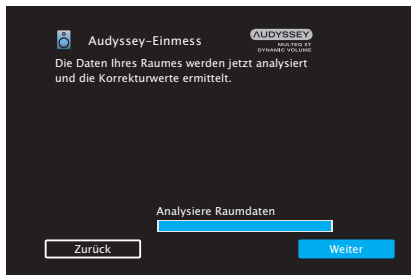 Audyssey-Einmess
AUDYSSEY
MULTEQ XT
DYNAMIC VOLUME
Die Daten Ihres Raumes werden jetzt analysiert
und die Korrekturwerte ermittelt.
Analysiere Raumdaten
Zurück
Weiter